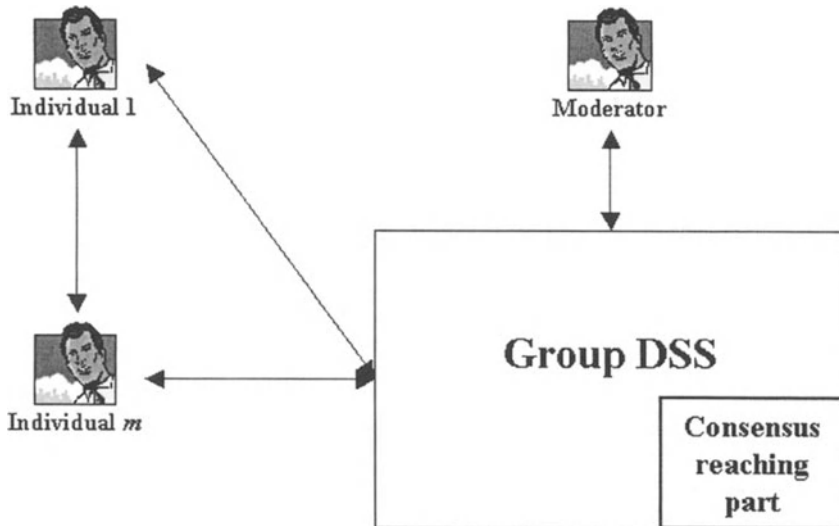 Individual 1
Moderator
Individual m
Group DSS
Consensus
reaching
part